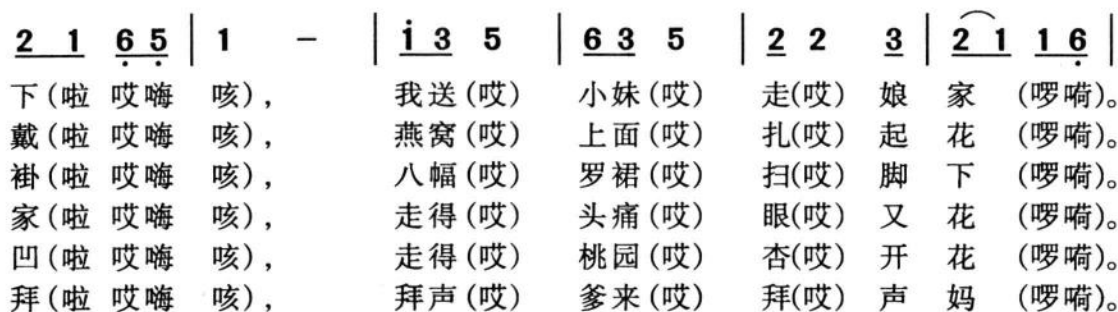 2 1 6 5 | 1 - | 1 3 5 | 6 3 5 | 2 2 3 | 2 1 1 6 |
下(啦 哎嗨 咳), 我送(哎) 小妹(哎) 走(哎) 娘 家 (啰嗬)。
戴(啦 哎嗨 咳), 燕窝(哎) 上面(哎) 扎(哎) 起 花 (啰嗬)。
褂(啦 哎嗨 咳), 八幅(哎) 罗裙(哎) 扫(哎) 脚 下 (啰嗬)。
家(啦 哎嗨 咳), 走得(哎) 头痛(哎) 眼(哎) 又 花 (啰嗬)。
凹(啦 哎嗨 咳), 走得(哎) 桃园(哎) 杏(哎) 开 花 (啰嗬)。
拜(啦 哎嗨 咳), 拜声(哎) 爹来(哎) 拜(哎) 声 妈 (啰嗬)。